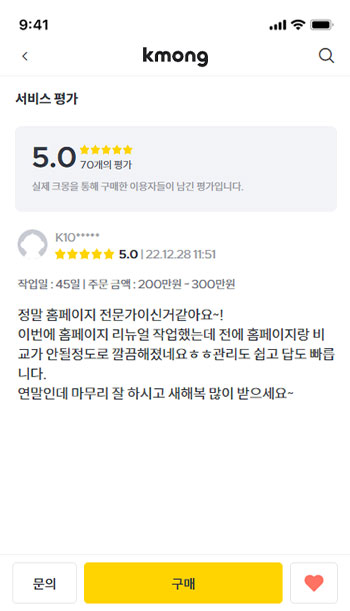 9:41
kmong
서비스 평가
5.0
70개의 평가
실제 크몽을 통해 구매한 이용자들이 남긴 평가입니다.
K10*****
5.0 | 22.12.28 11:51
작업일 : 45일 | 주문 금액 : 200만원 - 300만원
정말 홈페이지 전문가이신거같아요~!
이번에 홈페이지 리뉴얼 작업했는데 전에 홈페이지랑 비
교가 안될정도로 깔끔해졌네요ㅎㅎ관리도 쉽고 답도 빠릅
니다.
연말인데 마무리 잘 하시고 새해복 많이 받으세요~
문의
구매